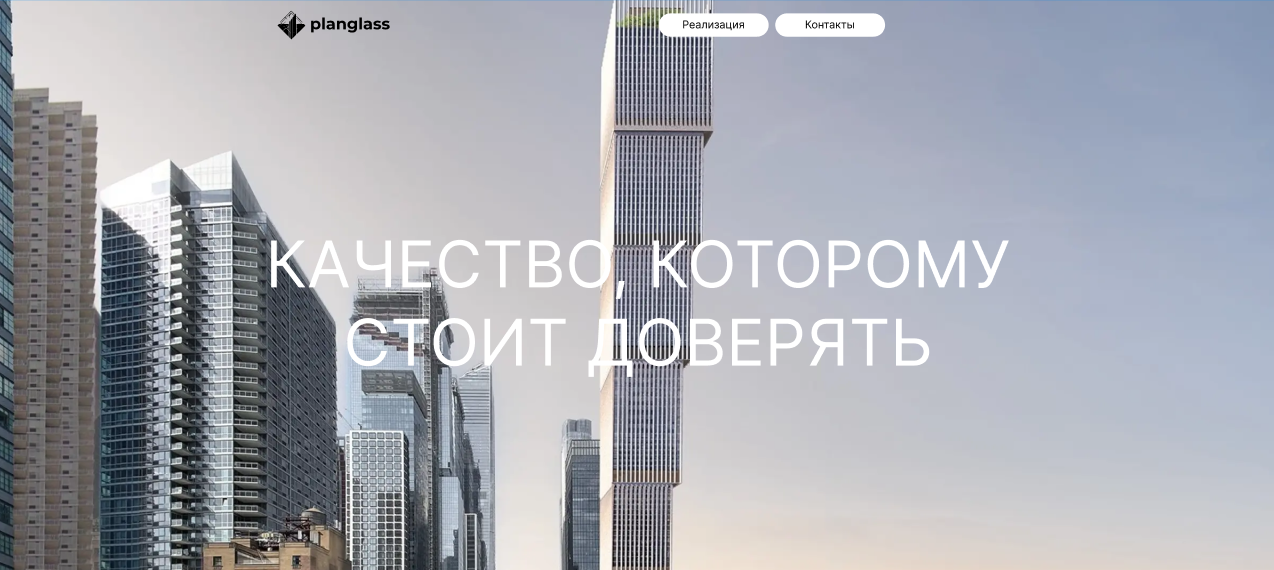 planglass
Реализация
Контакты
КАЧЕСТВО, КОТОРОМУ
СТОИТ ДОВЕРЯТЬ